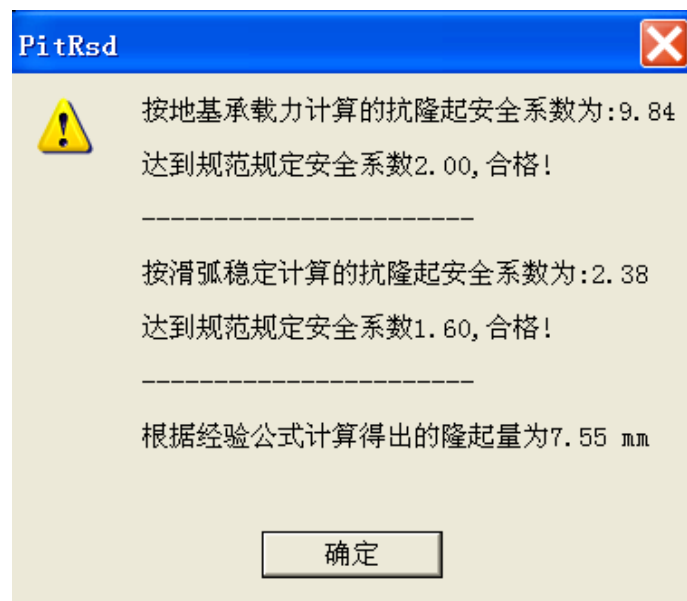 PitRsd
按地基承载力计算的抗隆起安全系数为:9.84
达到规范规定安全系数2.00,合格!
-----------------------
按滑弧稳定计算的抗隆起安全系数为:2.38
达到规范规定安全系数1.60,合格!
-----------------------
根据经验公式计算得出的隆起量为7.55 mm
确定